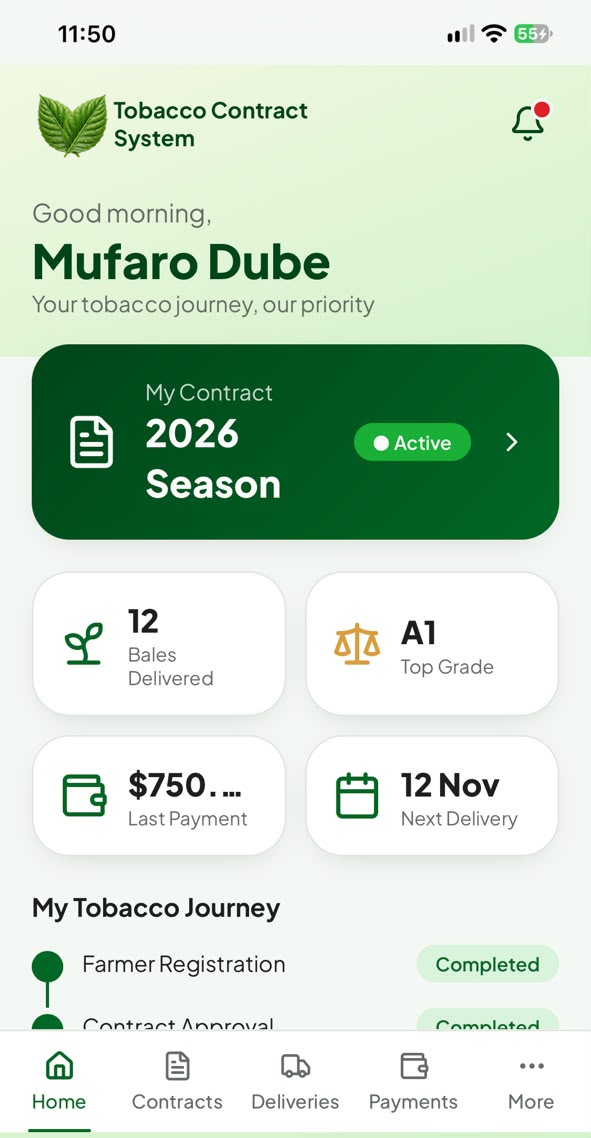 11:50
55
Tobacco Contract
System
Good morning,
Mufaro Dube
Your tobacco journey, our priority
My Contract
2026
Season
Active
12
Bales
Delivered
A1
Top Grade
$750....
Last Payment
12 Nov
Next Delivery
My Tobacco Journey
Farmer Registration
Completed
Contract Approval
Completed
Home
Contracts
Deliveries
Payments
More